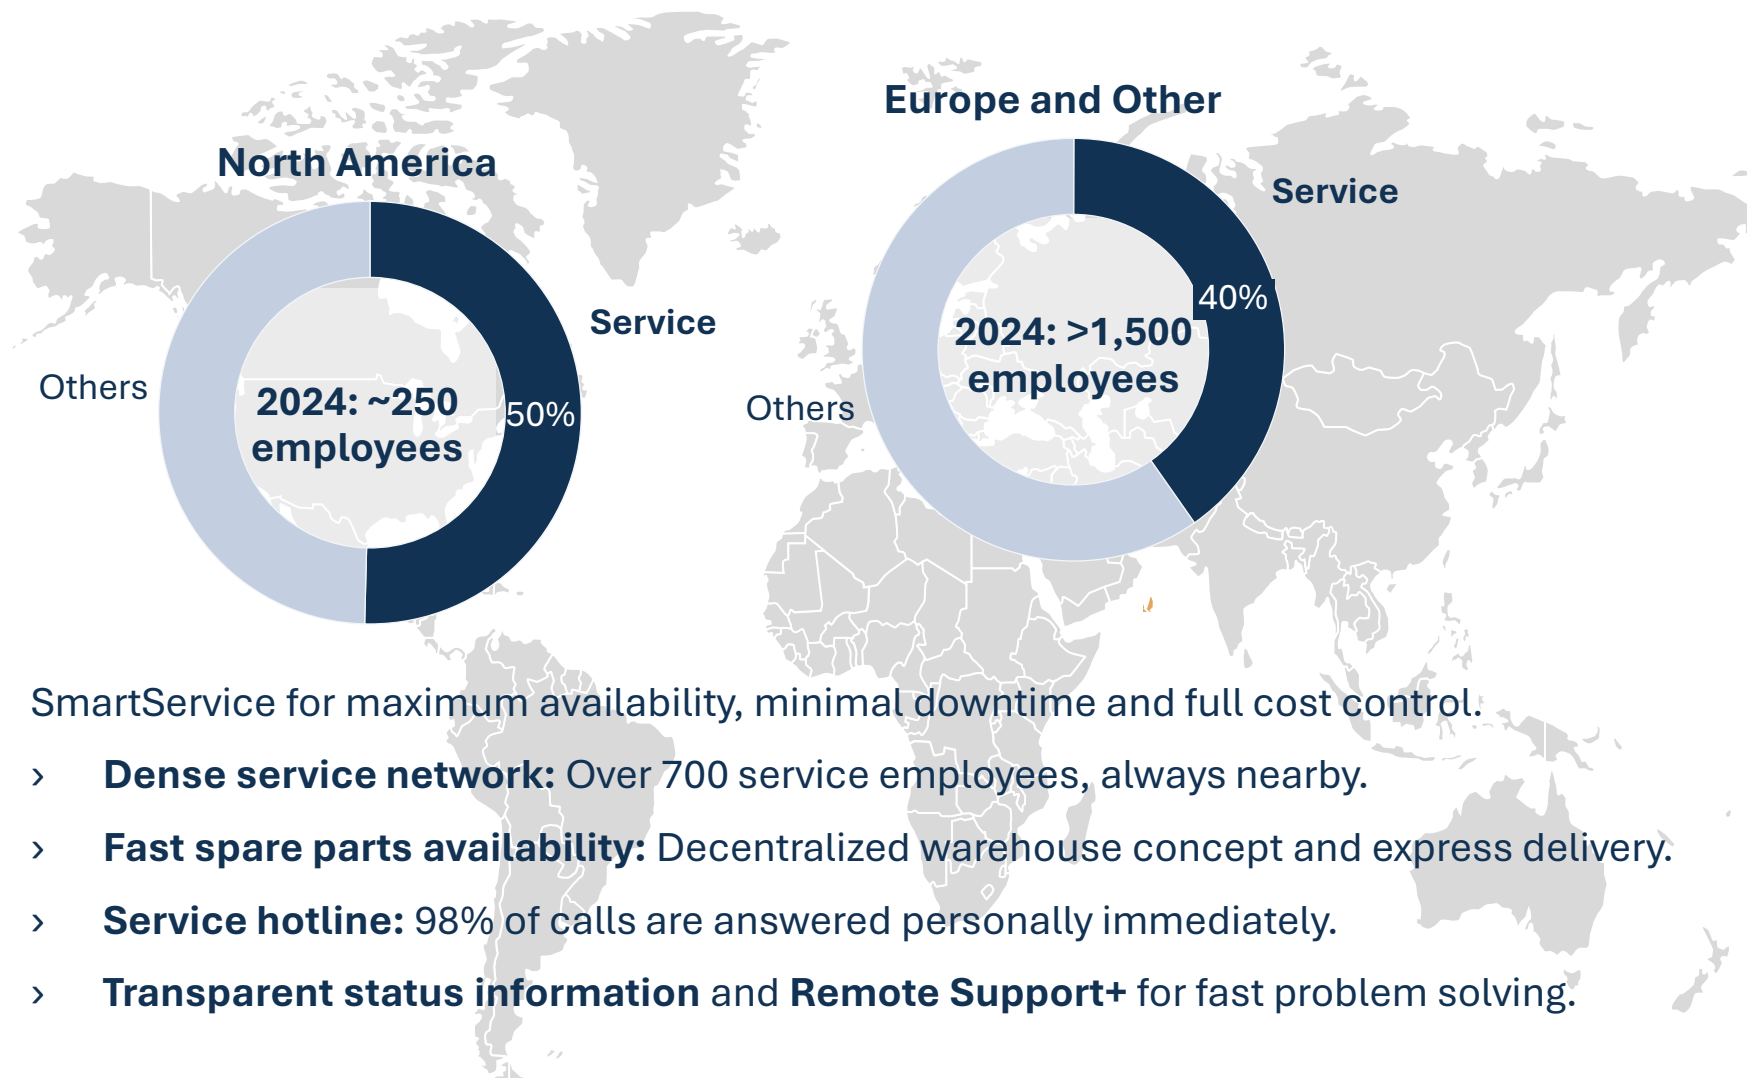 North America
Others
2024: ~250
employees
50%
Service
Europe and Other
Others
2024: >1,500
employees
40%
Service
SmartService for maximum availability, minimal downtime and full cost control.
› Dense service network: Over 700 service employees, always nearby.
› Fast spare parts availability: Decentralized warehouse concept and express delivery.
› Service hotline: 98% of calls are answered personally immediately.
› Transparent status information and Remote Support+ for fast problem solving.